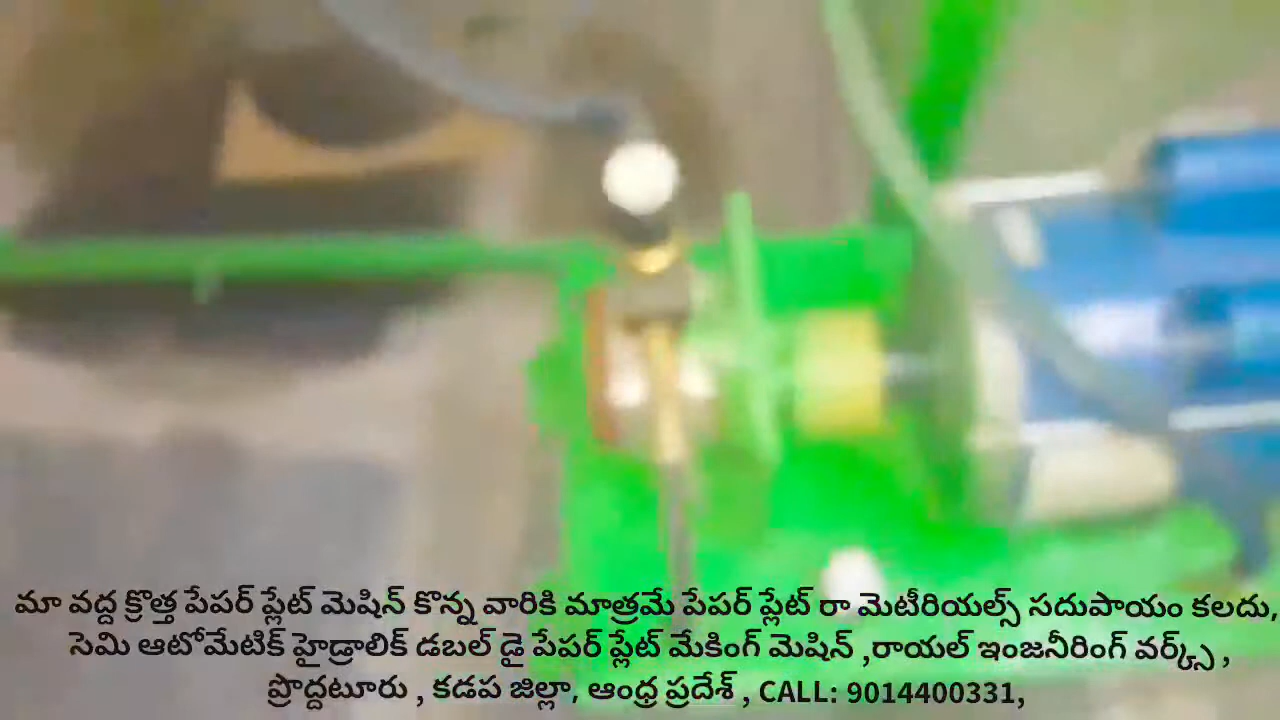 మా వద్ద క్రొత్త పేపర్ ప్లేట్ మెషిన్ కొన్న వారికి మాత్రమే పేపర్ ప్లేట్ రా మెటీరియల్స్ సదుపాయం కలదు,
సెమి ఆటోమేటిక్ హైడ్రాలిక్ డబల్ డై పేపర్ ప్లేట్ మేకింగ్ మెషిన్ ,రాయల్ ఇంజనీరింగ్ వర్క్స్ ,
ప్రొద్దటూరు , కడప జిల్లా, ఆంధ్ర ప్రదేశ్ , CALL: 9014400331,